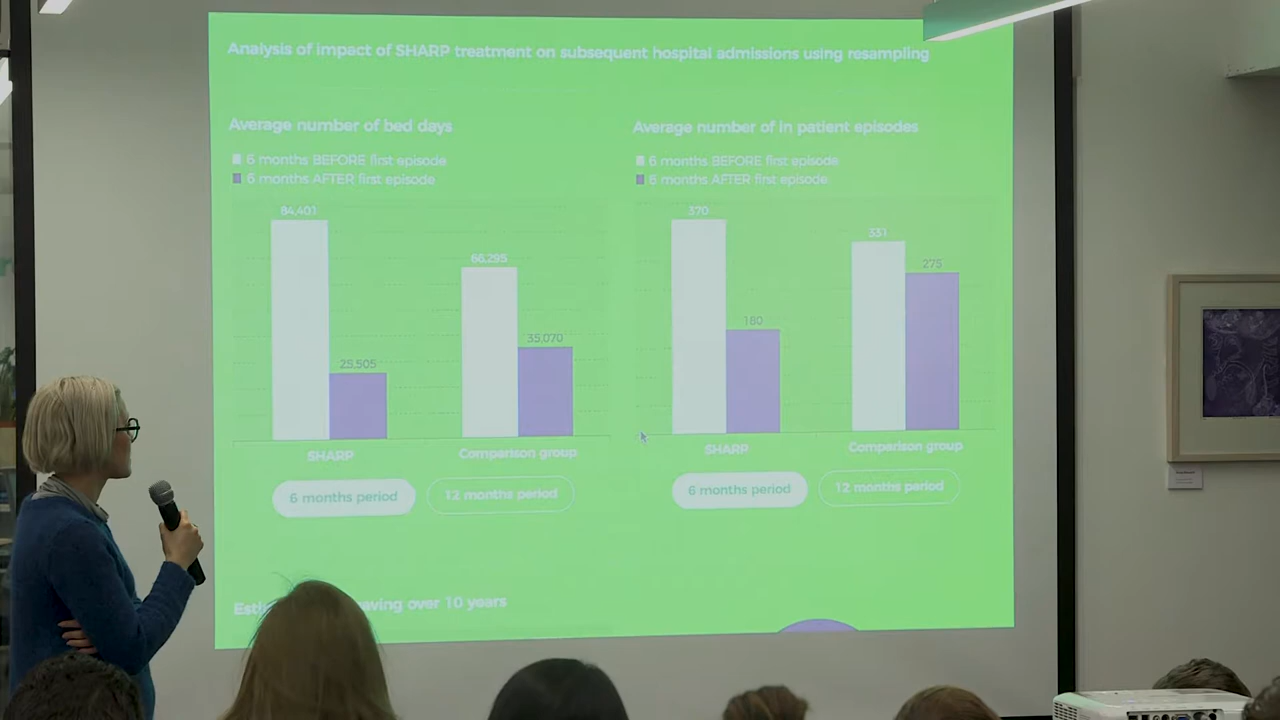 Analysis of impact of SHARP treatment on subsequent hospital admissions using resampling
Average number of bed days
6 months BEFORE first episode
6 months AFTER first episode
84,401
25,505
66,295
35,070
SHARP
Comparison group
6 months period
12 months period
Average number of in patient episodes
6 months BEFORE first episode
6 months AFTER first episode
370
180
331
275
SHARP
Comparison group
6 months period
12 months period
over 10 years